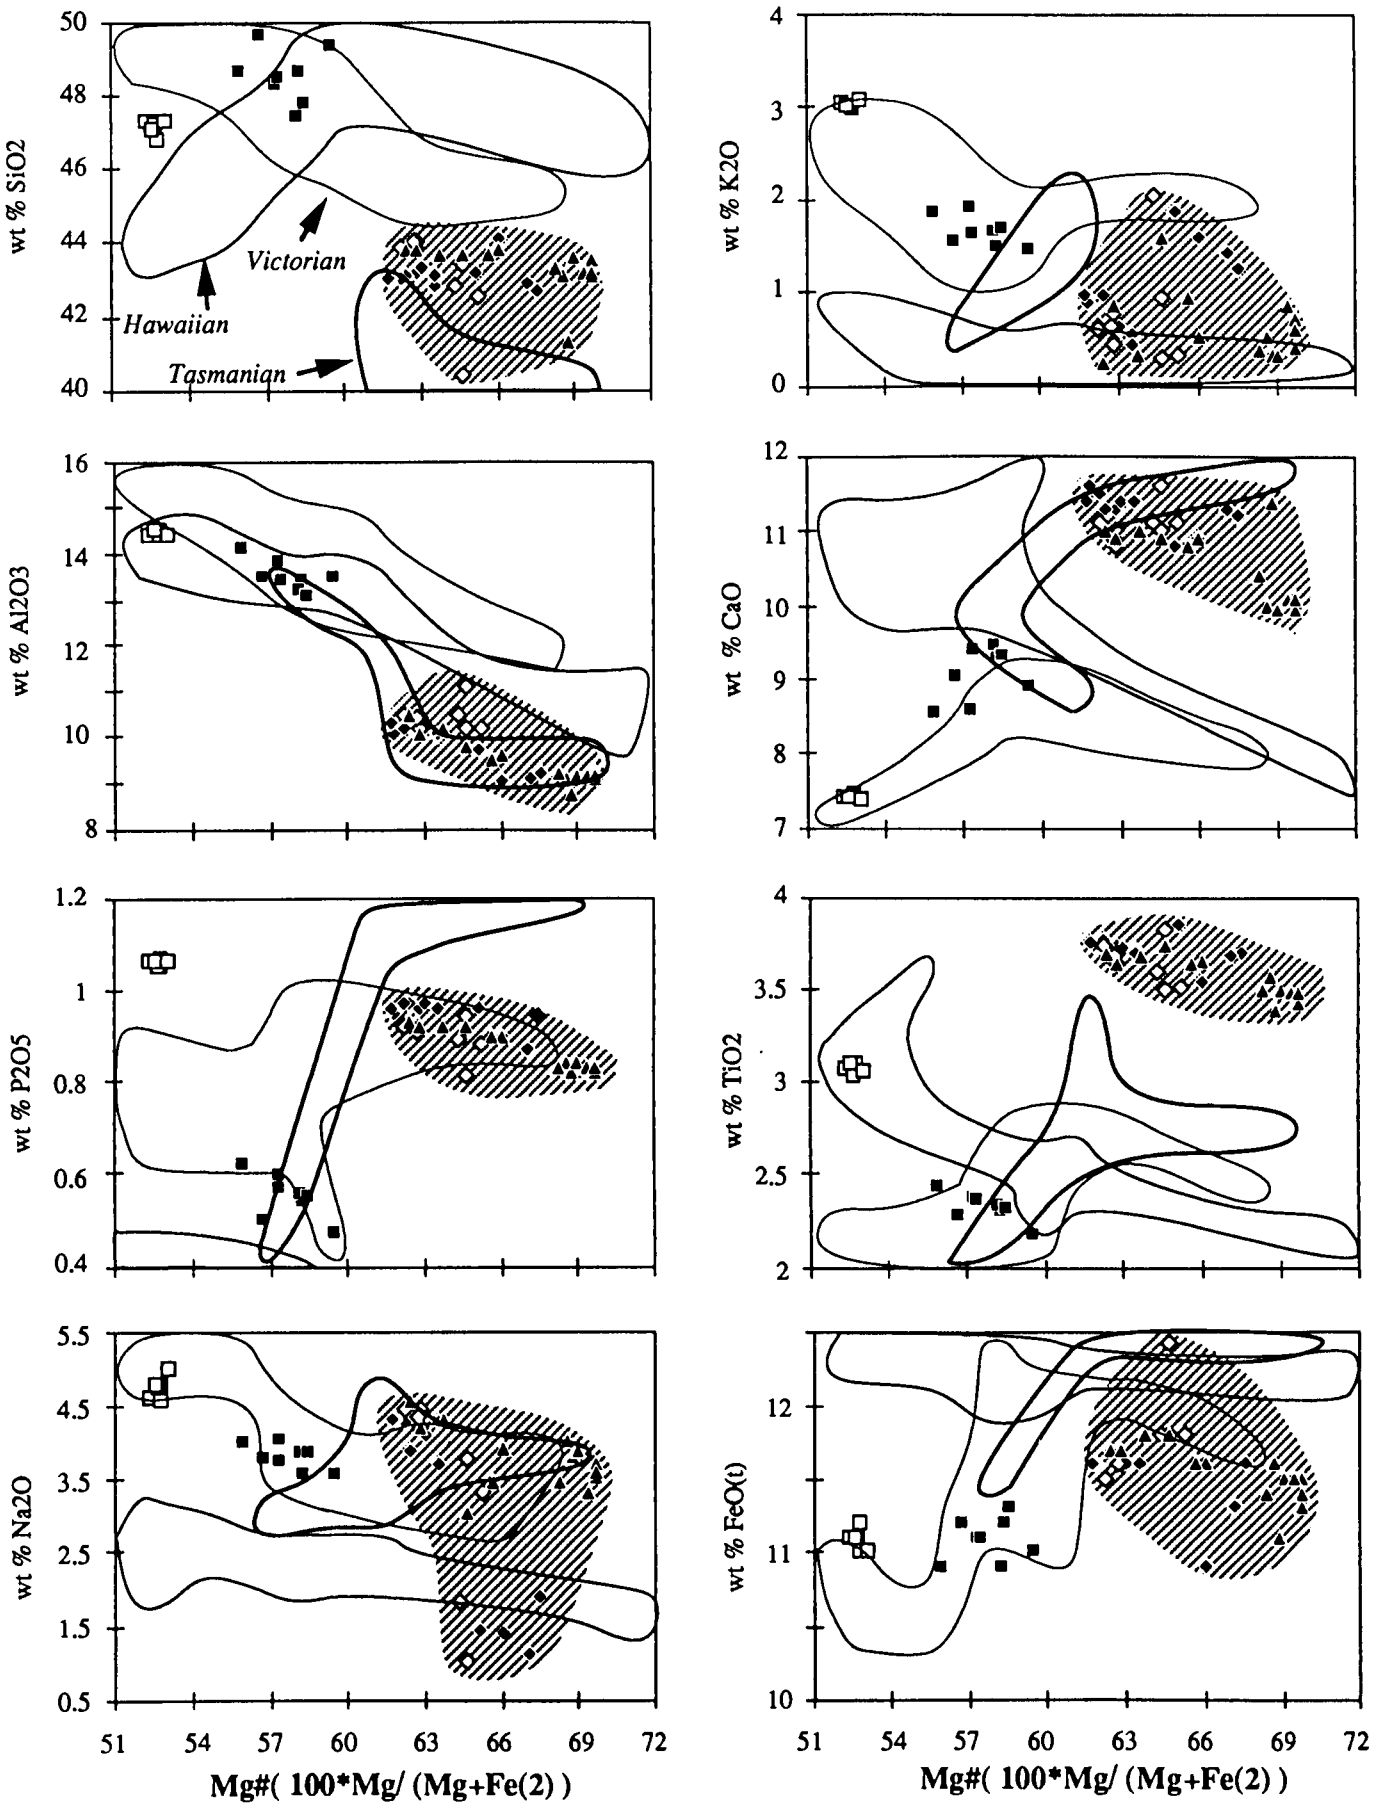 50
48
46
44
42
40
wt % SiO2
Victorian
Hawaiian
Tasmanian
4
3
2
1
0
wt % K2O
16
14
12
10
8
wt % Al2O3
12
11
10
9
8
7
wt % CaO
1.2
1
0.8
0.6
0.4
wt % P2O5
4
3.5
3
2.5
2
wt % TiO2
5.5
4.5
3.5
2.5
1.5
0.5
wt % Na2O
51 54 57 60 63 66 69 72
Mg#( 100*Mg/ (Mg+Fe(2) )
12
11
10
wt % FeO(t)
51 54 57 60 63 66 69 72
Mg#( 100*Mg/ (Mg+Fe(2) )